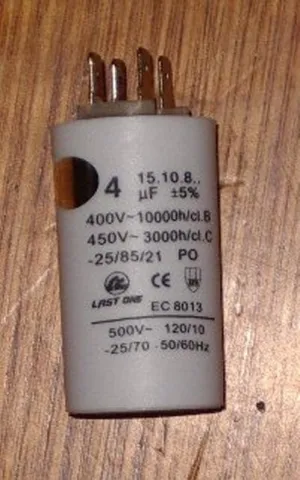 4 15.10.8..
µF ±5%
400V~10000h/cl.B
450V~3000h/cl.C
-25/85/21 PO
CE
LAST ONE EC 8013
500V~ 120/10
-25/70 -50/60Hz